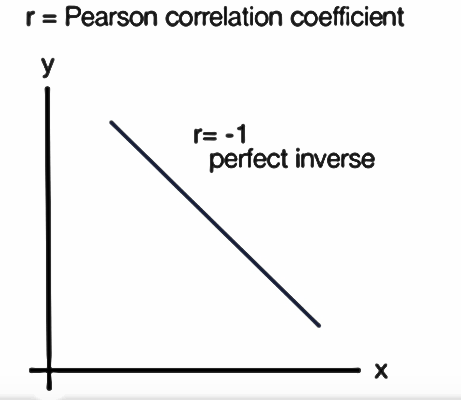 r = Pearson correlation coefficient
y
r= -1
perfect inverse
x